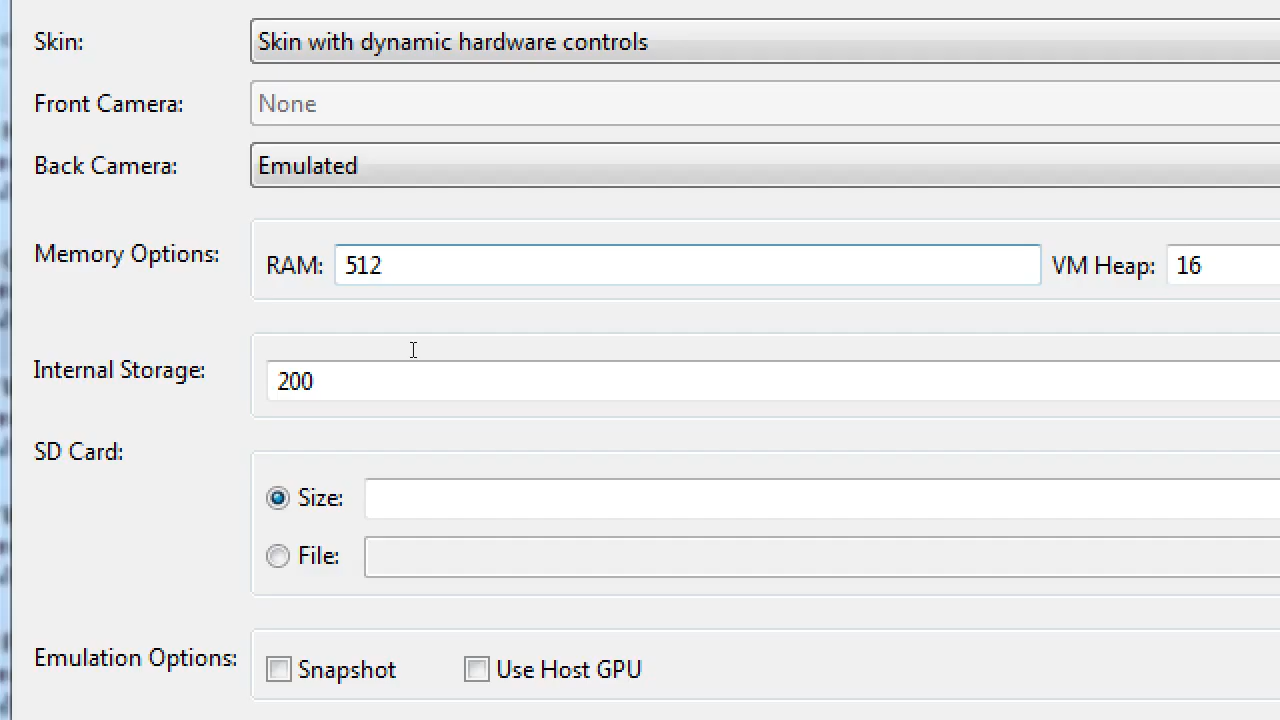 Skin: Skin with dynamic hardware controls
Front Camera: None
Back Camera: Emulated
Memory Options: RAM: 512 VM Heap: 16
Internal Storage: 200
SD Card:
Size:
File:
Emulation Options: Snapshot Use Host GPU